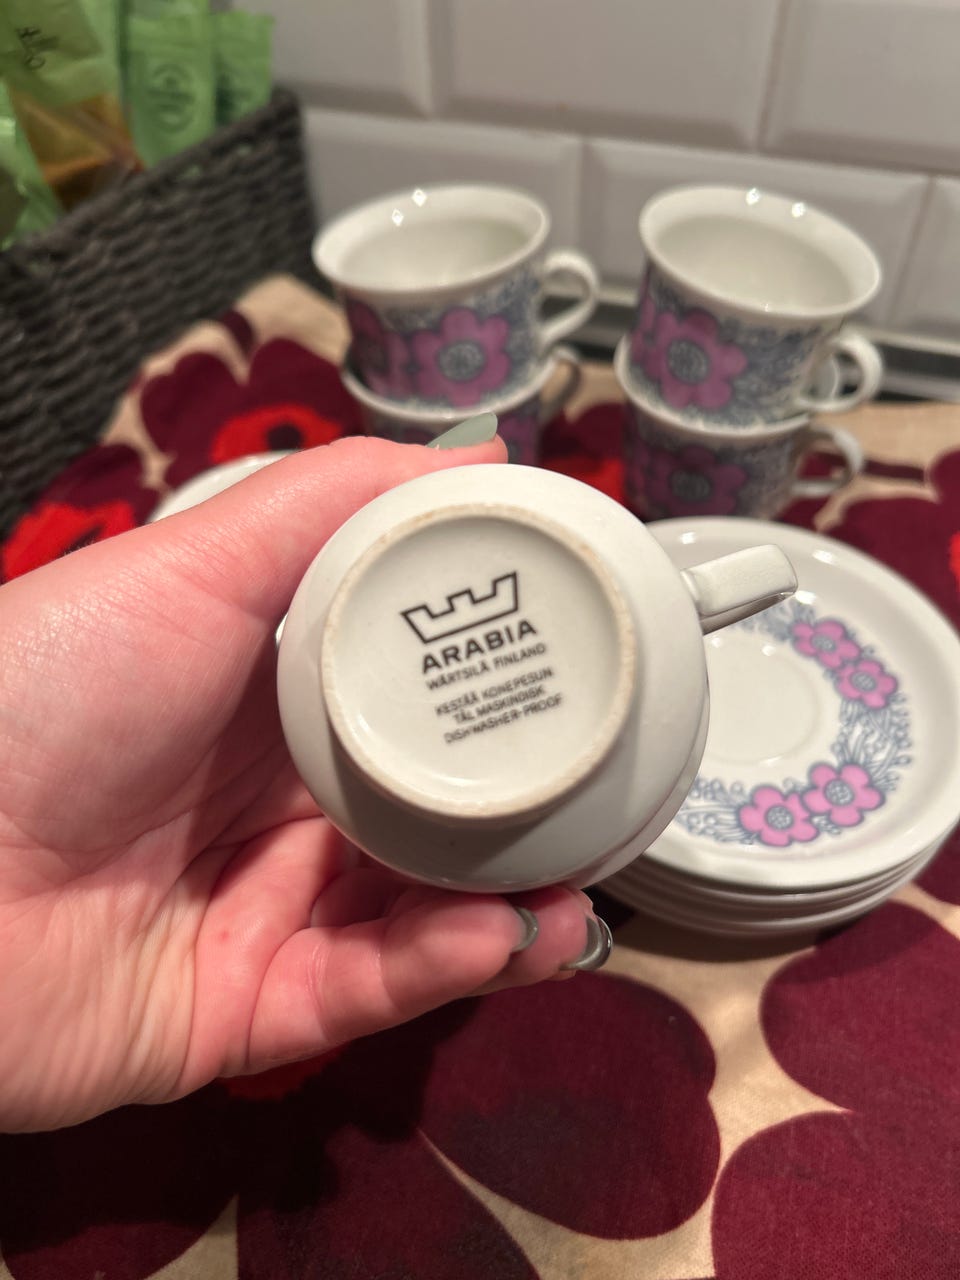 ARABIA
WÄRTSILÄ FINLAND
KESTÄÄ KONEPESUN
TÅL MASKINDISK
DISHWASHER-PROOF